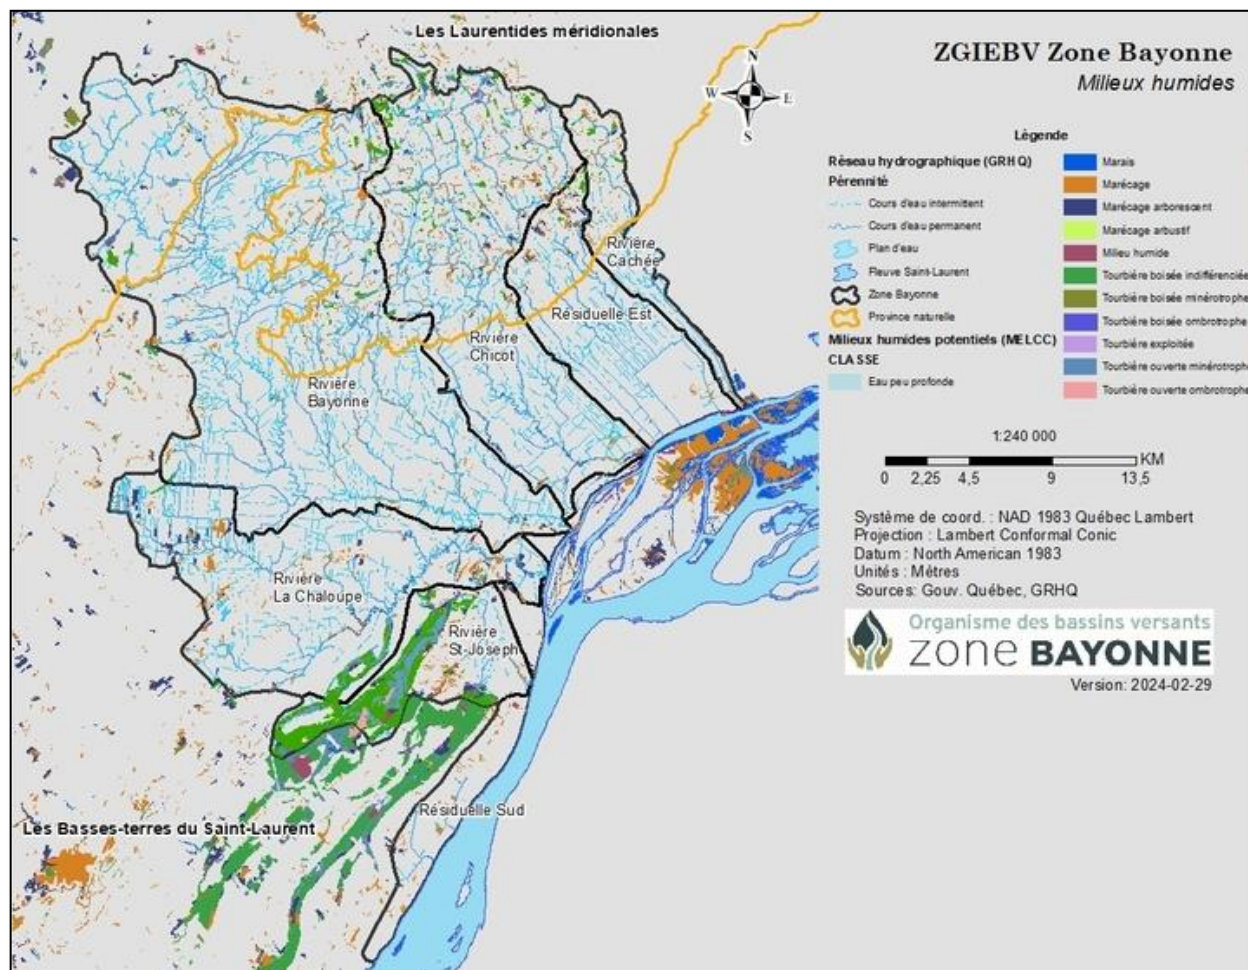 Les Laurentides méridionales
ZGIEBV Zone Bayonne
Milieux humides
N
W
E
S
Lègende
Rèseau hydrographique (GRHQ)
Pérennité
Cours d'eau intermittent
Cours d'eau permanent
Plan d'eau
Fleuve Saint-Laurent
Zone Bayonne
Province naturelle
Milieux humides potentiels (MELCC)
CLASSE
Eau peu profonde
Marais
Marécage
Marécage arborescent
Marécage arbustif
Milieu humide
Tourbière boisée indifférenciée
Tourbière boisée minérotrophe
Tourbière boisée ombrotrophe
Tourbière exploitée
Tourbière ouverte minérotrophe
Tourbière ouverte ombrotrophe
Rivière
Cachée
Résiduelle Est
Rivière
Chicot
Rivière
Bayonne
Rivière
La Chaloupe
Rivière
St-Joseph
Résiduelle Sud
Les Basses-terres du Saint-Laurent
1:240 000
KM
0 2,25 4,5 9 13,5
Système de coord. : NAD 1983 Québec Lambert
Projection : Lambert Conformal Conic
Datum : North American 1983
Unités : Mètres
Sources: Gouv. Québec, GRHQ
Organisme des bassins versants
zone BAYONNE
Version: 2024-02-29